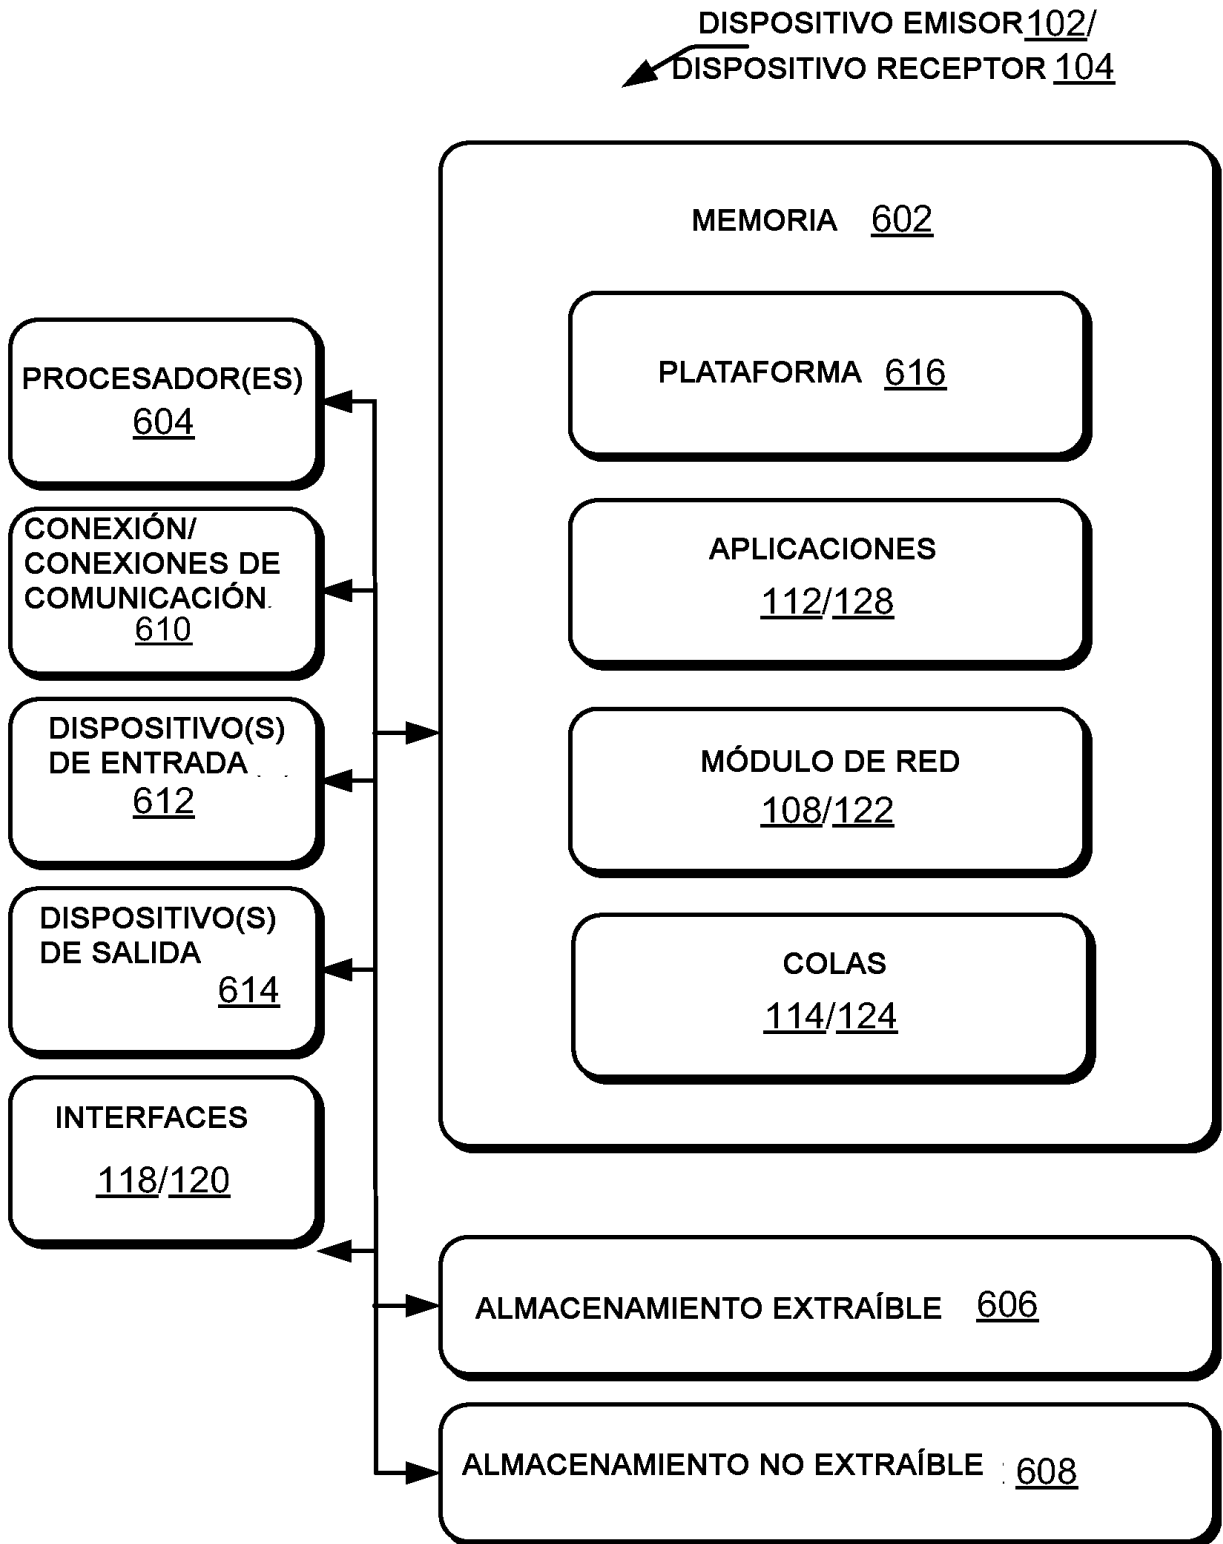 DISPOSITIVO EMISOR 102/
DISPOSITIVO RECEPTOR 104
MEMORIA 602
PLATAFORMA 616
APLICACIONES
112/128
MÓDULO DE RED
108/122
COLAS
114/124
PROCESADOR(ES)
604
CONEXIÓN/
CONEXIONES DE
COMUNICACIÓN
610
DISPOSITIVO(S)
DE ENTRADA
612
DISPOSITIVO(S)
DE SALIDA
614
INTERFACES
118/120
ALMACENAMIENTO EXTRAÍBLE 606
ALMACENAMIENTO NO EXTRAÍBLE 608